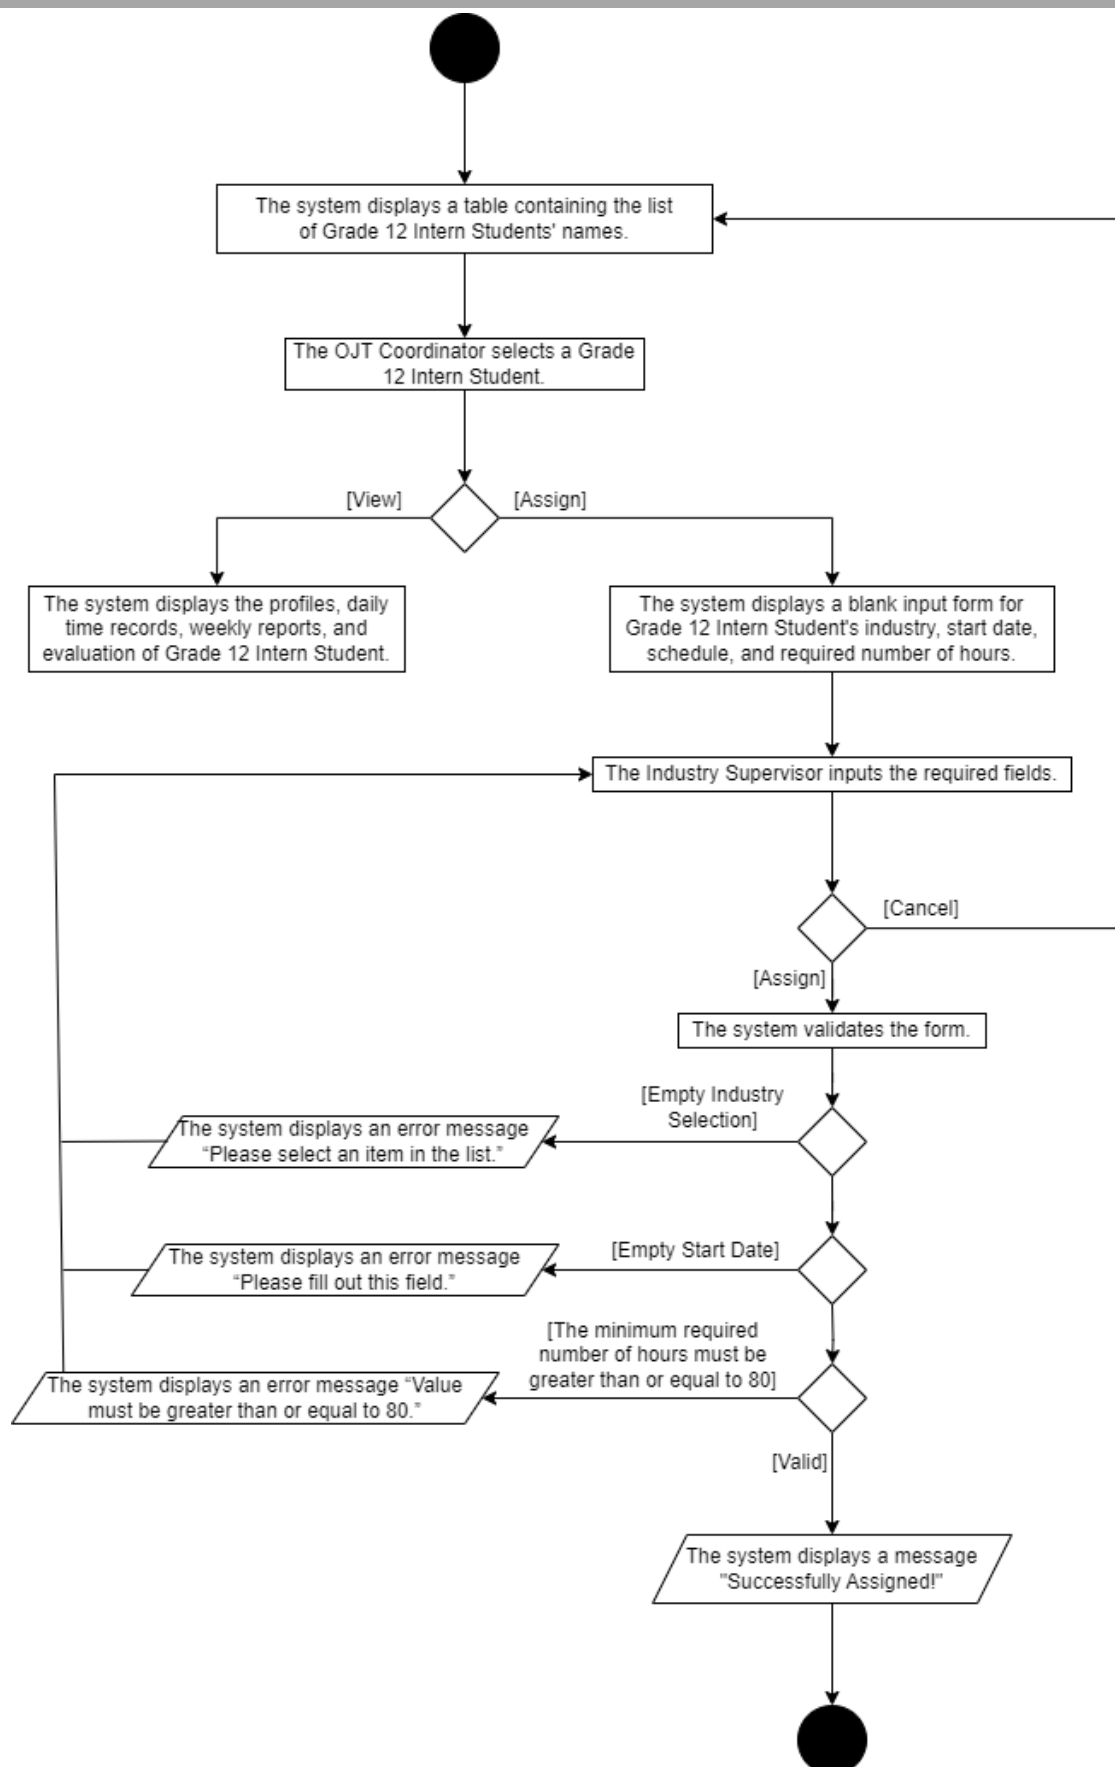 The system displays a table containing the list
of Grade 12 Intern Students' names.
The OJT Coordinator selects a Grade
12 Intern Student.
[View]
[Assign]
The system displays the profiles, daily
time records, weekly reports, and
evaluation of Grade 12 Intern Student.
The system displays a blank input form for
Grade 12 Intern Student's industry, start date,
schedule, and required number of hours.
The Industry Supervisor inputs the required fields.
[Cancel]
[Assign]
The system validates the form.
[Empty Industry
Selection]
The system displays an error message
“Please select an item in the list.”
[Empty Start Date]
The system displays an error message
“Please fill out this field.”
[The minimum required
number of hours must be
greater than or equal to 80]
The system displays an error message “Value
must be greater than or equal to 80.”
[Valid]
The system displays a message
"Successfully Assigned!"